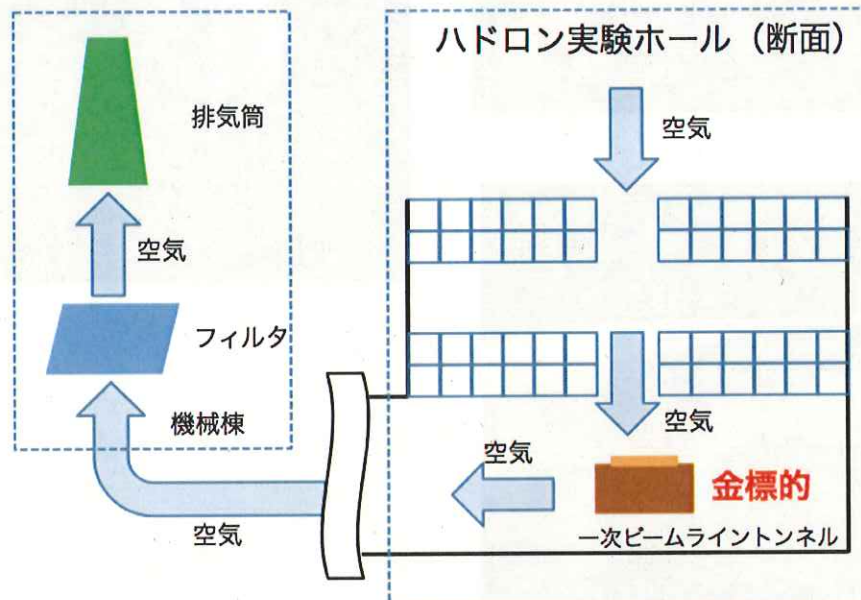 ハドロン実験ホール（断面）
排気筒
空気
空気
フィルタ
機械棟
空気
空気
金標的
一次ビームライントンネル
空気